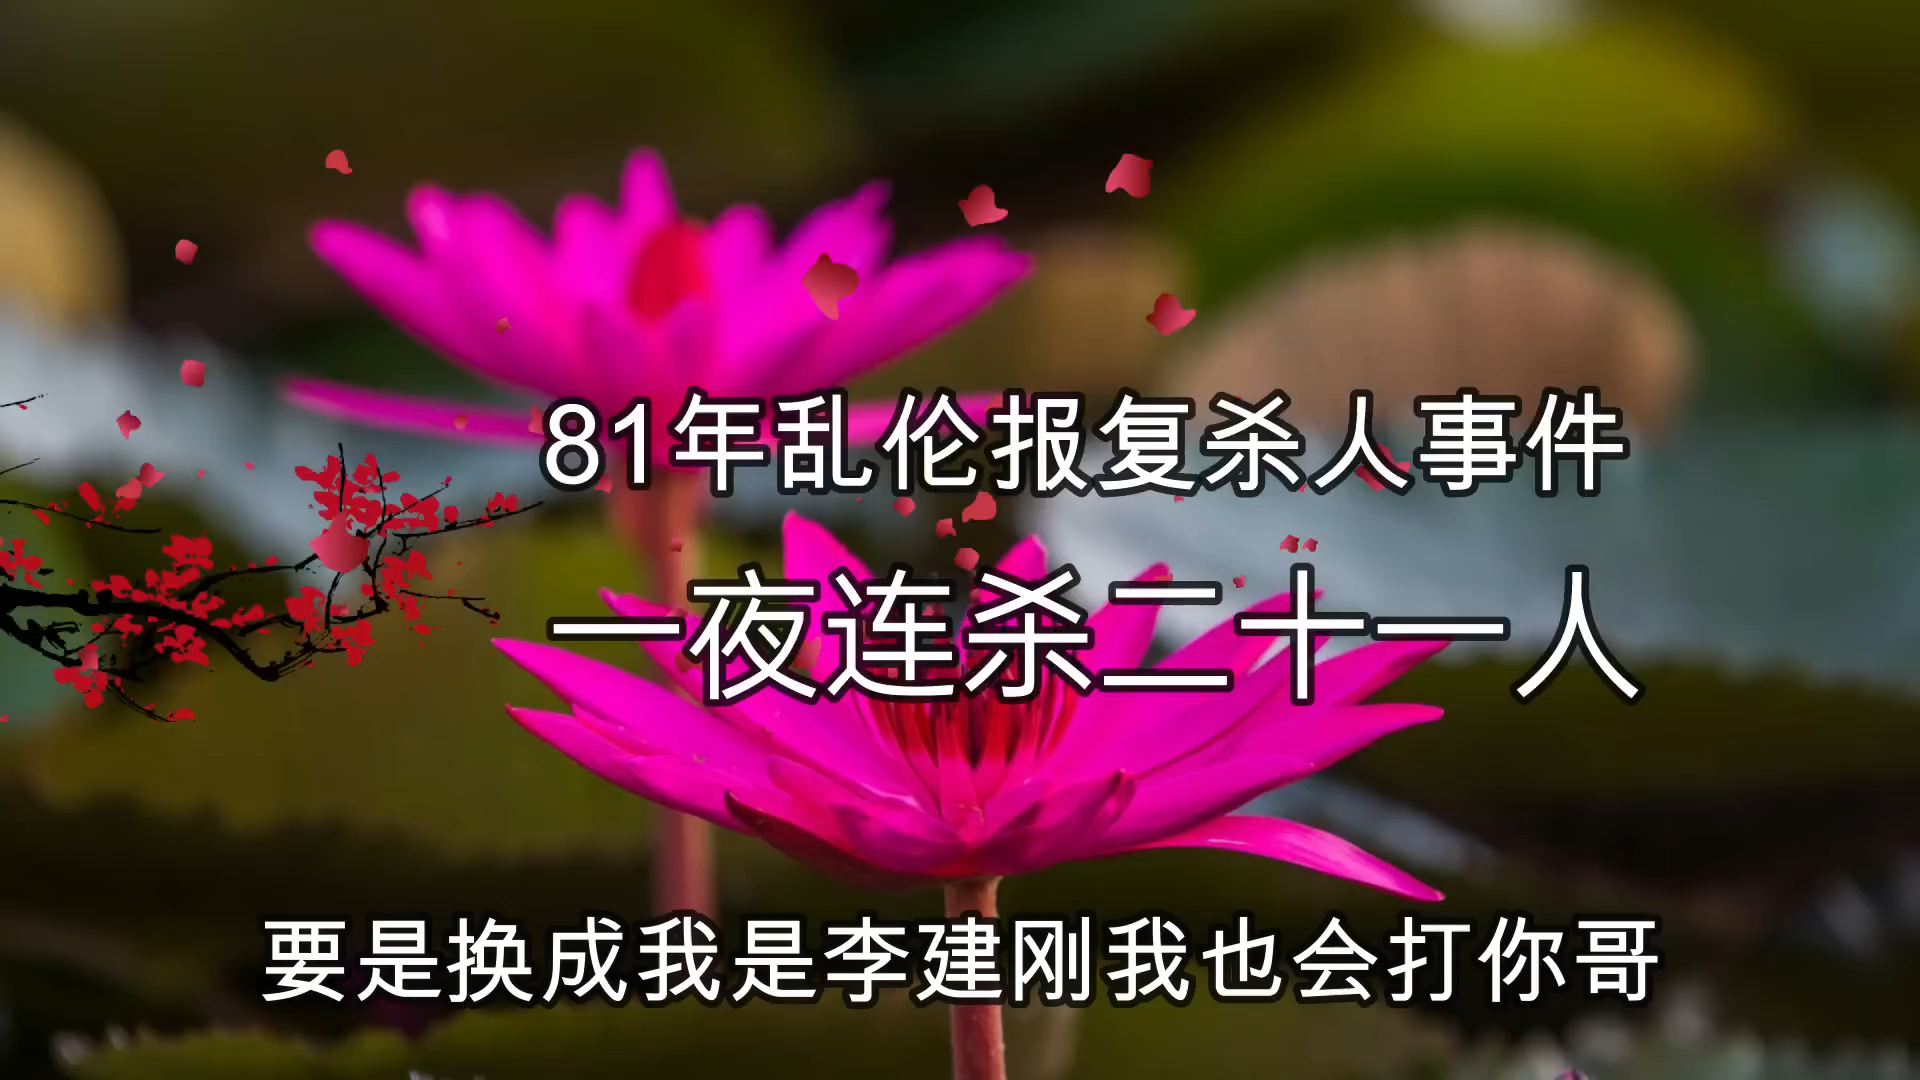 81年乱伦报复杀人事件
一夜连杀二十一人
要是换成我是李建刚我也会打你哥